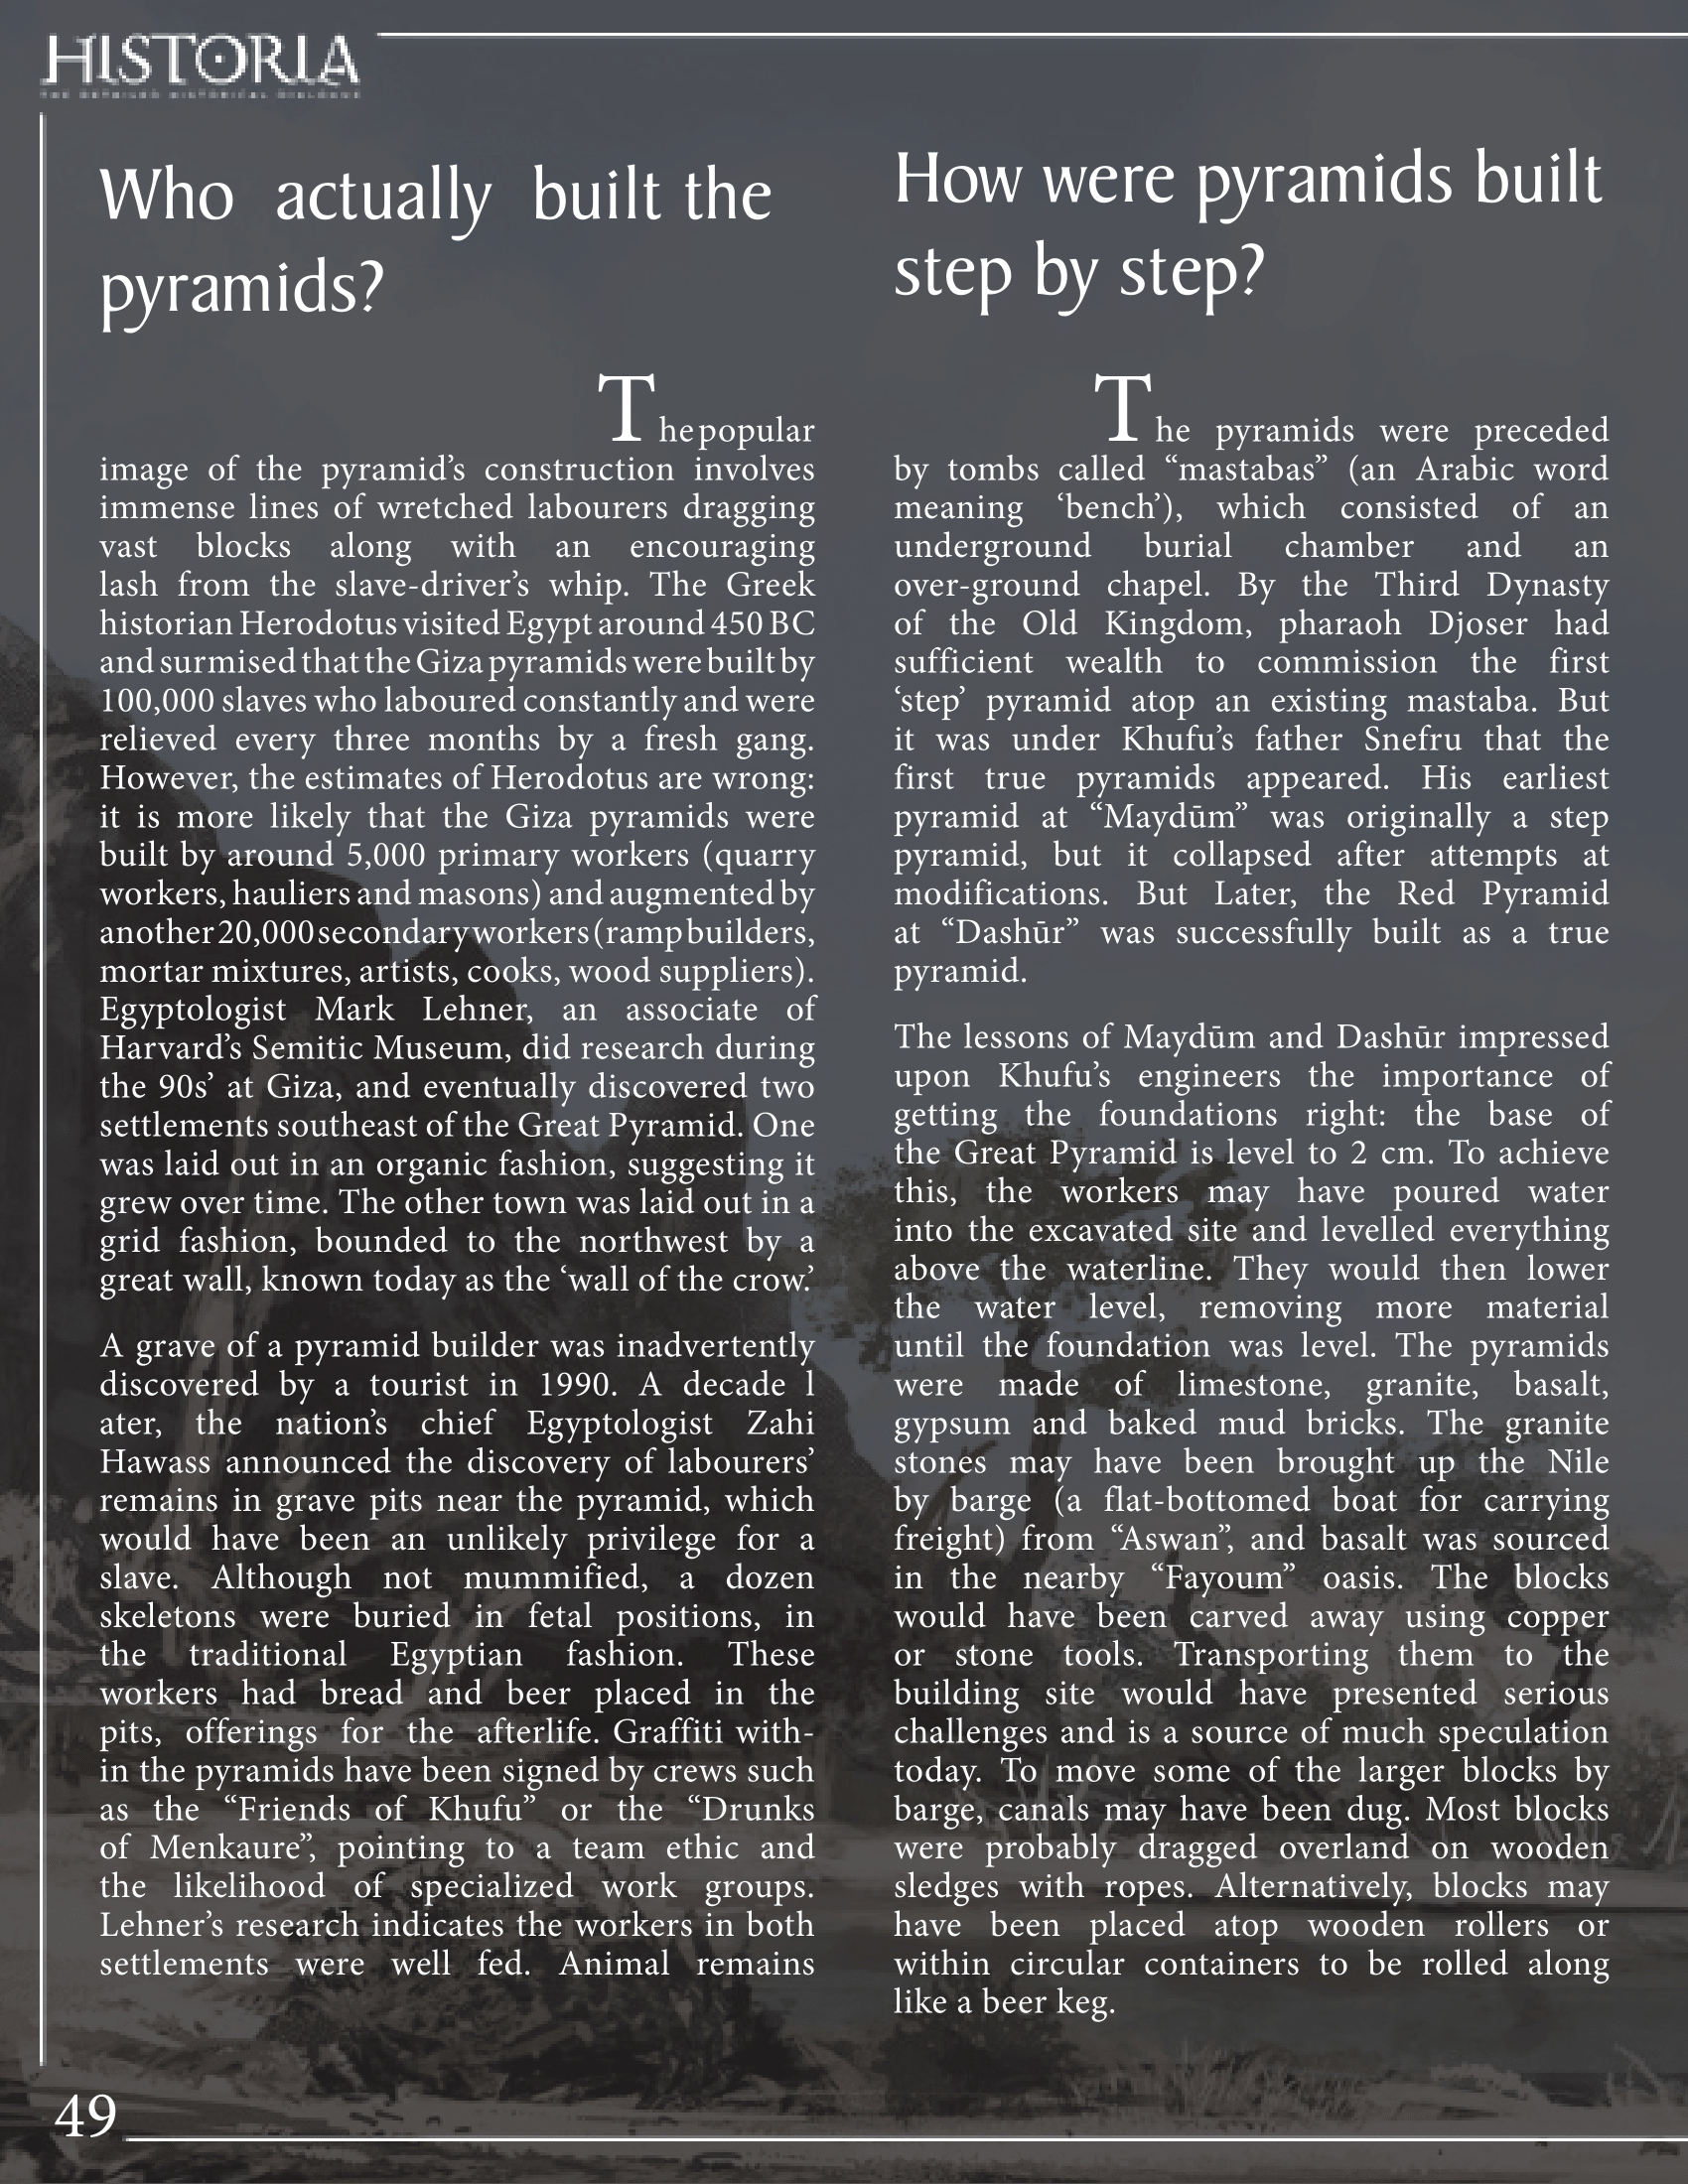 HISTORIA
Who actually built the
pyramids?
The popular
image of the pyramid’s construction involves
immense lines of wretched labourers dragging
vast blocks along with an encouraging
lash from the slave-driver’s whip. The Greek
historian Herodotus visited Egypt around 450 BC
and surmised that the Giza pyramids were built by
100,000 slaves who laboured constantly and were
relieved every three months by a fresh gang.
However, the estimates of Herodotus are wrong:
it is more likely that the Giza pyramids were
built by around 5,000 primary workers (quarry
workers, hauliers and masons) and augmented by
another 20,000 secondary workers (ramp builders,
mortar mixtures, artists, cooks, wood suppliers).
Egyptologist Mark Lehner, an associate of
Harvard’s Semitic Museum, did research during
the 90s’ at Giza, and eventually discovered two
settlements southeast of the Great Pyramid. One
was laid out in an organic fashion, suggesting it
grew over time. The other town was laid out in a
grid fashion, bounded to the northwest by a
great wall, known today as the ‘wall of the crow.’
A grave of a pyramid builder was inadvertently
discovered by a tourist in 1990. A decade l
ater, the nation’s chief Egyptologist Zahi
Hawass announced the discovery of labourers’
remains in grave pits near the pyramid, which
would have been an unlikely privilege for a
slave. Although not mummified, a dozen
skeletons were buried in fetal positions, in
the traditional Egyptian fashion. These
workers had bread and beer placed in the
pits, offerings for the afterlife. Graffiti with-
in the pyramids have been signed by crews such
as the “Friends of Khufu” or the “Drunks
of Menkaure”, pointing to a team ethic and
the likelihood of specialized work groups.
Lehner’s research indicates the workers in both
settlements were well fed. Animal remains
How were pyramids built
step by step?
The pyramids were preceded
by tombs called “mastabas” (an Arabic word
meaning ‘bench’), which consisted of an
underground burial chamber and an
over-ground chapel. By the Third Dynasty
of the Old Kingdom, pharaoh Djoser had
sufficient wealth to commission the first
‘step’ pyramid atop an existing mastaba. But
it was under Khufu’s father Snefru that the
first true pyramids appeared. His earliest
pyramid at “Maydūm” was originally a step
pyramid, but it collapsed after attempts at
modifications. But Later, the Red Pyramid
at “Dashūr” was successfully built as a true
pyramid.
The lessons of Maydūm and Dashūr impressed
upon Khufu’s engineers the importance of
getting the foundations right: the base of
the Great Pyramid is level to 2 cm. To achieve
this, the workers may have poured water
into the excavated site and levelled everything
above the waterline. They would then lower
the water level, removing more material
until the foundation was level. The pyramids
were made of limestone, granite, basalt,
gypsum and baked mud bricks. The granite
stones may have been brought up the Nile
by barge (a flat-bottomed boat for carrying
freight) from “Aswan”, and basalt was sourced
in the nearby “Fayoum” oasis. The blocks
would have been carved away using copper
or stone tools. Transporting them to the
building site would have presented serious
challenges and is a source of much speculation
today. To move some of the larger blocks by
barge, canals may have been dug. Most blocks
were probably dragged overland on wooden
sledges with ropes. Alternatively, blocks may
have been placed atop wooden rollers or
within circular containers to be rolled along
like a beer keg.
49